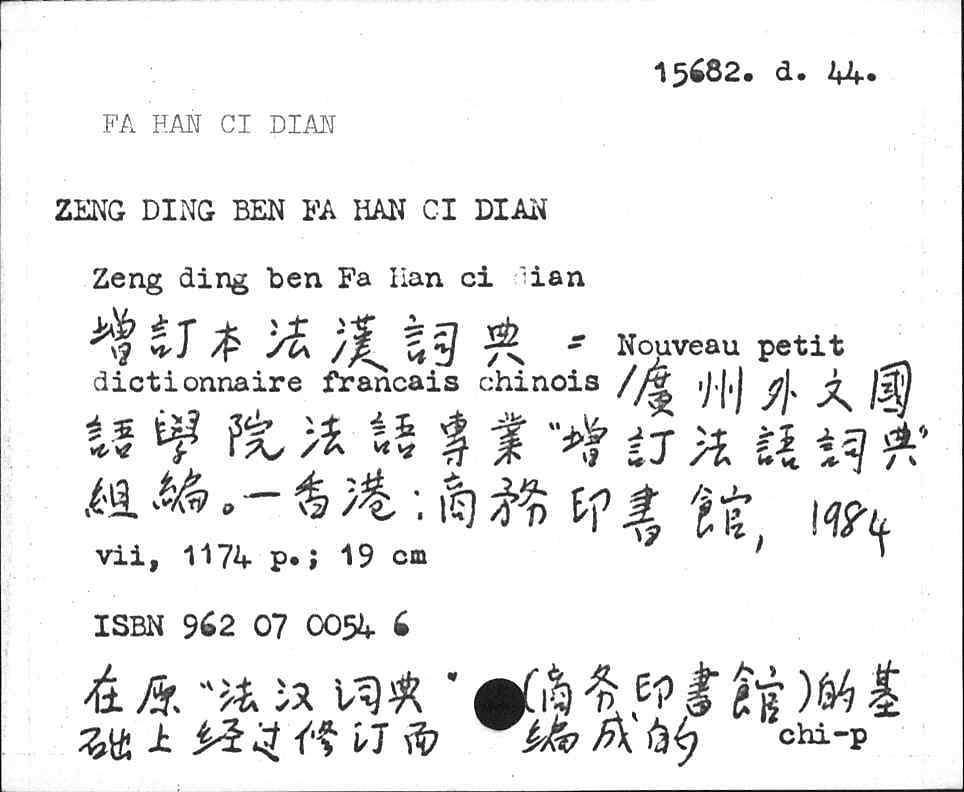 15682. d. 44.
FA HAN CI DIAN
ZENG DING BEN FA HAN CI DIAN
Zeng ding ben Fa Han ci dian
增訂本法漢詞典 = Nouveau petit
dictionnaire francais chinois /廣州外文國
語學院法語專業"增訂法語詞典"
組編。—香港:商務印書館, 1984
vii, 1174 p.; 19 cm
ISBN 962 07 0054 6
在原"法汉词典" (商务印書館)的基
础上经过修订而 编成的 chi-p